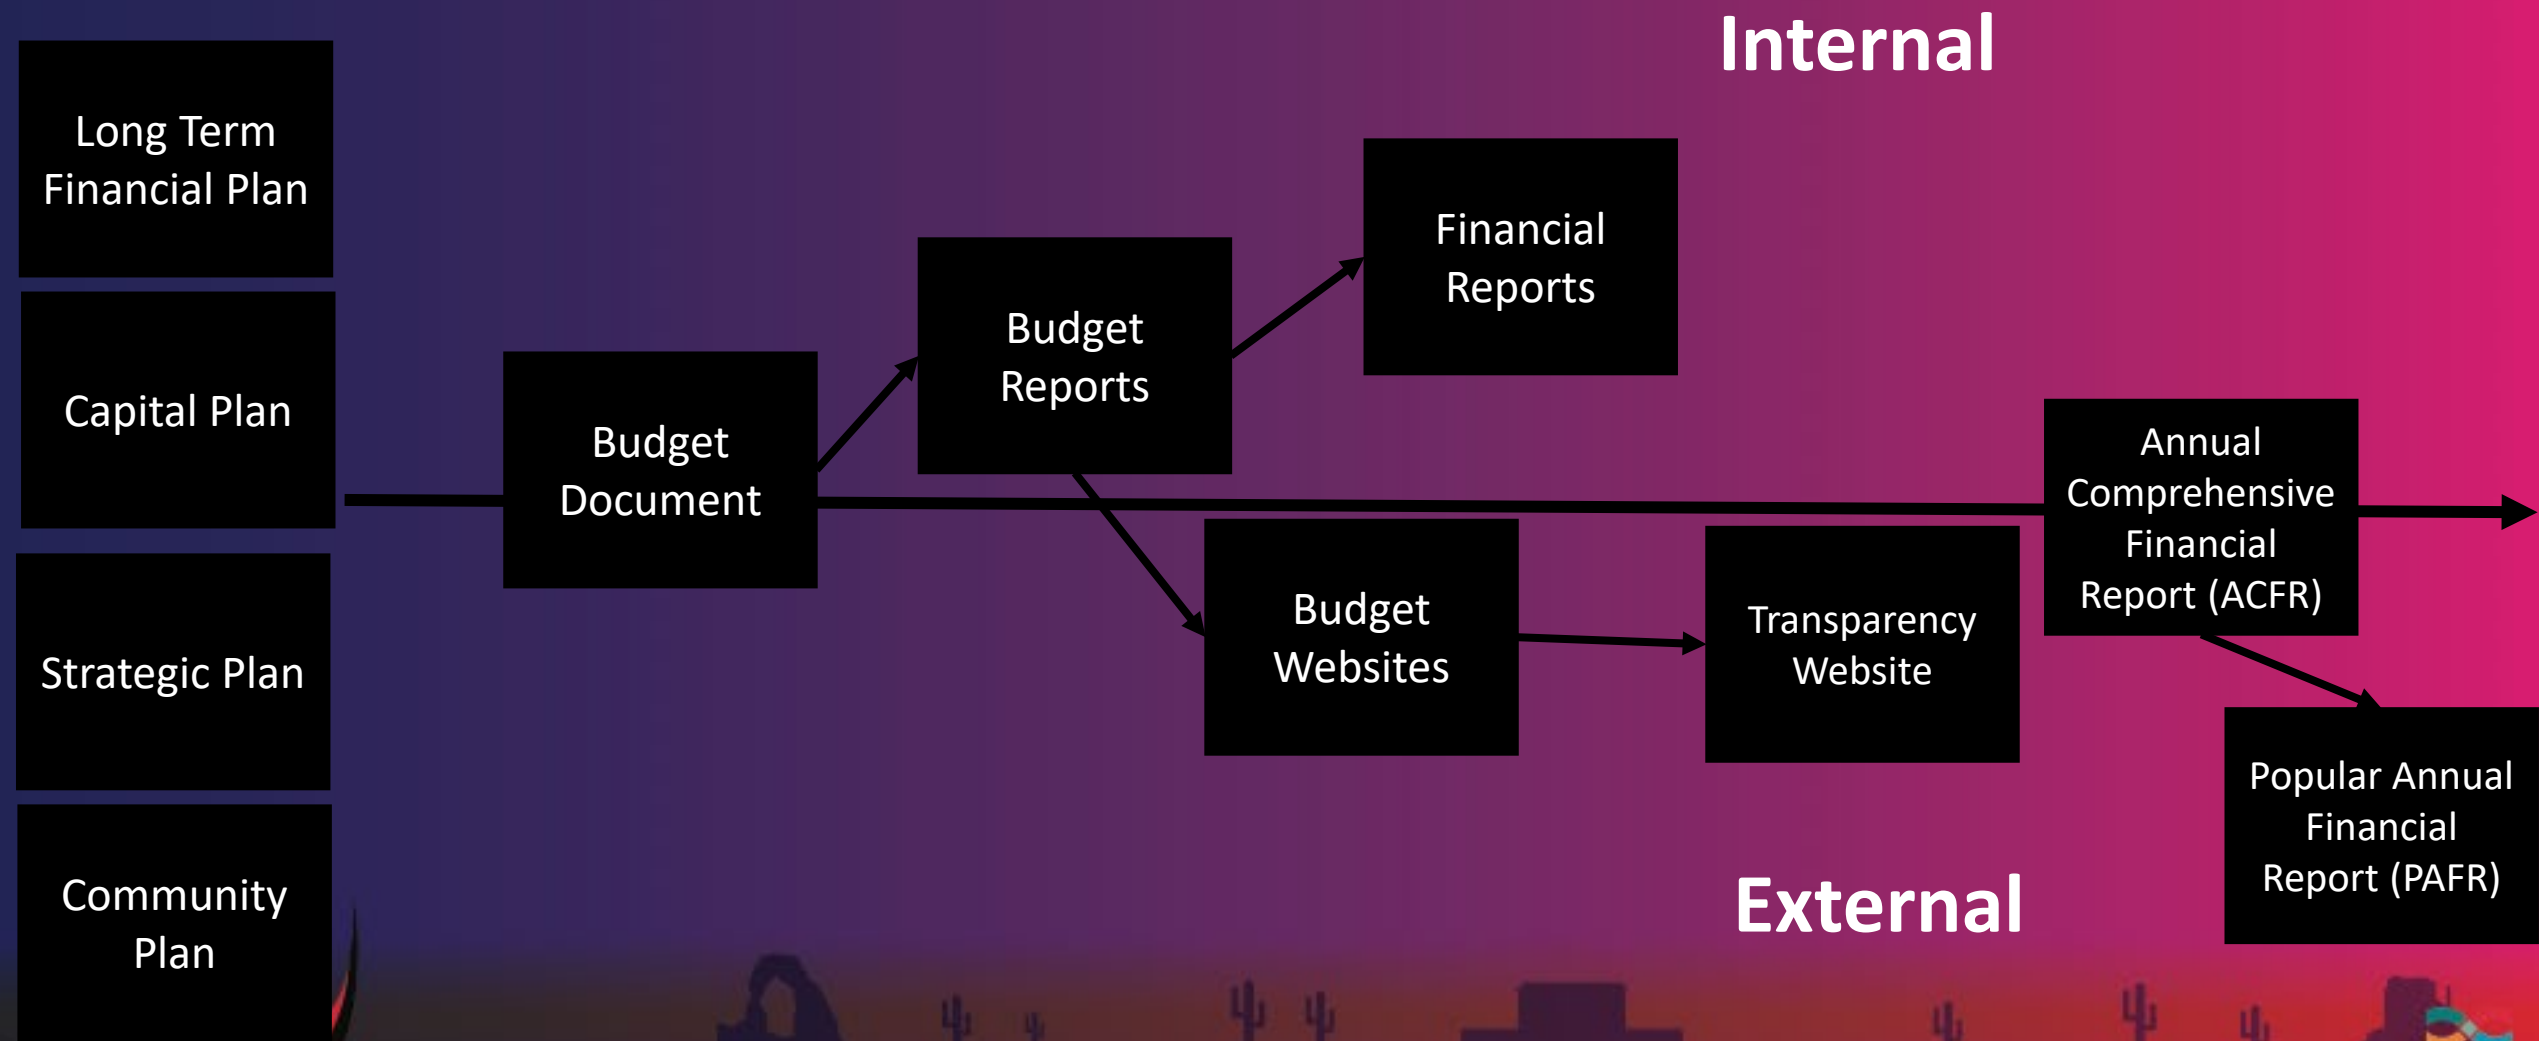 Internal
Long Term
Financial Plan
Capital Plan
Strategic Plan
Community
Plan
Budget
Document
Budget
Reports
Financial
Reports
Budget
Websites
Transparency
Website
Annual
Comprehensive
Financial
Report (ACFR)
Popular Annual
Financial
Report (PAFR)
External